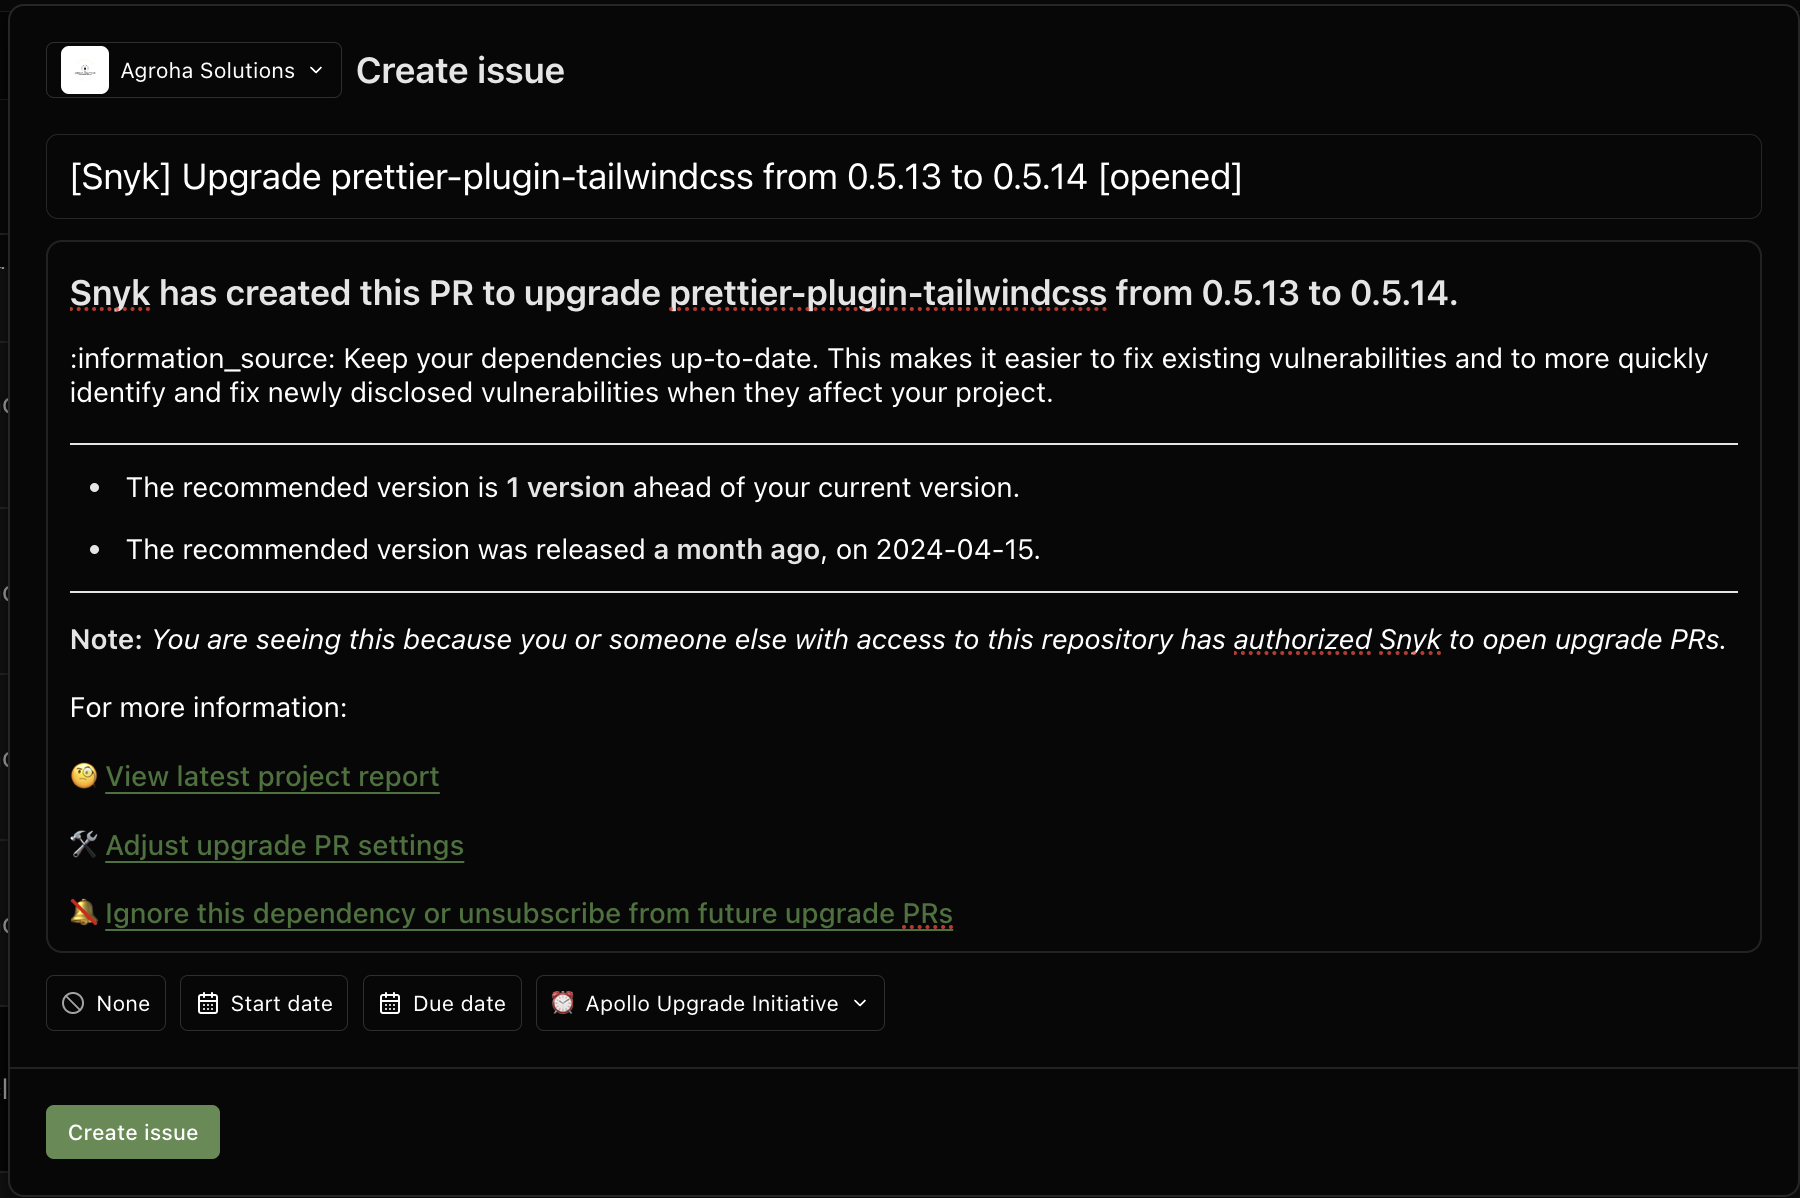 Agroha Solutions
Create issue
[Snyk] Upgrade prettier-plugin-tailwindcss from 0.5.13 to 0.5.14 [opened]
Snyk has created this PR to upgrade prettier-plugin-tailwindcss from 0.5.13 to 0.5.14.
:information_source: Keep your dependencies up-to-date. This makes it easier to fix existing vulnerabilities and to more quickly
identify and fix newly disclosed vulnerabilities when they affect your project.
• The recommended version is 1 version ahead of your current version.
• The recommended version was released a month ago, on 2024-04-15.
Note: You are seeing this because you or someone else with access to this repository has authorized Snyk to open upgrade PRs.
For more information:
🧐 View latest project report
🛠 Adjust upgrade PR settings
🔕 Ignore this dependency or unsubscribe from future upgrade PRs
None
Start date
Due date
⏰ Apollo Upgrade Initiative
Create issue